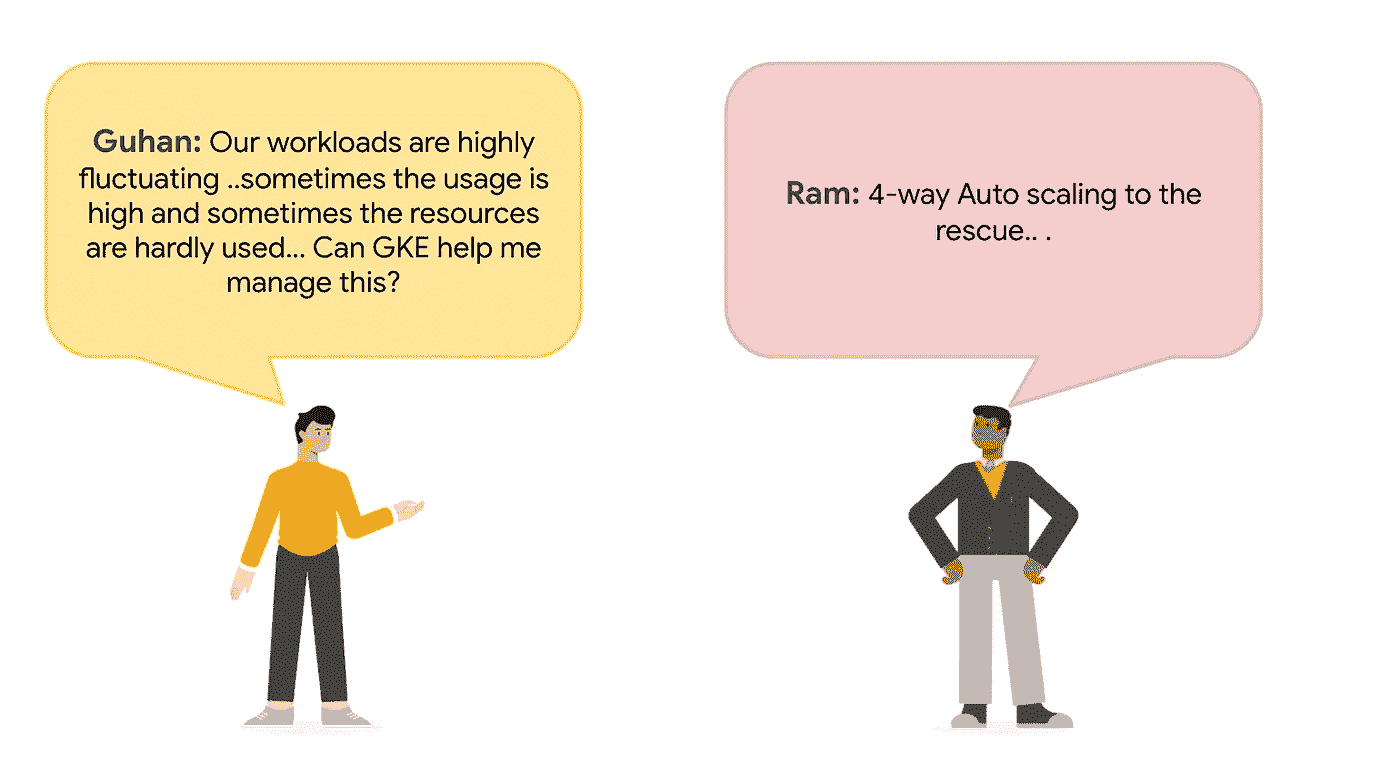 Guhan: Our workloads are highly
fluctuating ..sometimes the usage is
high and sometimes the resources
are hardly used... Can GKE help me
manage this?
Ram: 4-way Auto scaling to the
rescue.. .